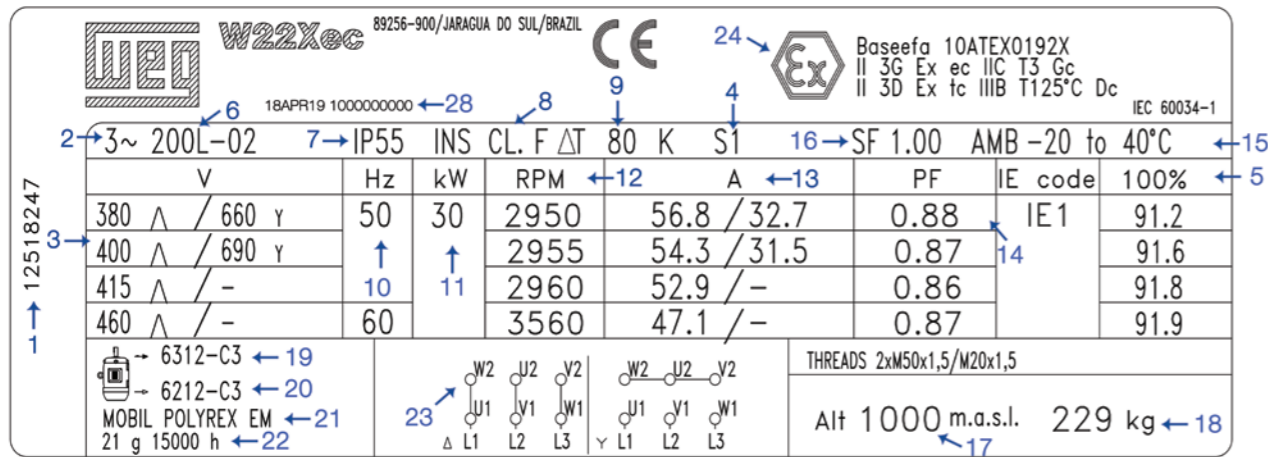 WEG W22Xec 89256-900/JARAGUA DO SUL/BRAZIL CE 24 Ex Baseefa 10ATEX0192X
II 3G Ex ec IIC T3 Gc
II 3D Ex tc IIIB T125°C Dc
6 18APR19 1000000000 28 8 9 4 IEC 60034-1
2 3~ 200L-02 7 IP55 INS CL. F ΔT 80 K S1 16 SF 1.00 AMB -20 to 40°C 15
V Hz kW RPM 12 A 13 PF IE code 100% 5
380 Λ / 660 Y 50 30 2950 56.8 / 32.7 0.88 IE1 91.2
3 400 Λ / 690 Y 2955 54.3 / 31.5 0.87 14 91.6
415 Λ / - 10 11 2960 52.9 / - 0.86 91.8
460 Λ / - 60 3560 47.1 / - 0.87 91.9
1 12518247
6312-C3 19
6212-C3 20
MOBIL POLYREX EM 21
21 g 15000 h 22
23 W2 U2 V2 W2 U2 V2
U1 V1 W1 U1 V1 W1
Δ L1 L2 L3 Y L1 L2 L3
THREADS 2xM50x1,5/M20x1,5
Alt 1000 m.a.s.l. 229 kg 18
17